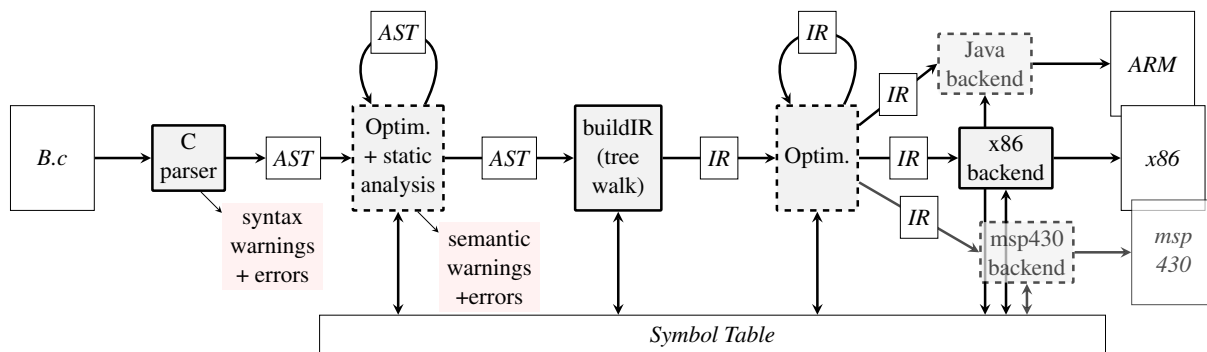 B.c
C
parser
syntax
warnings
+ errors
AST
AST
Optim.
+ static
analysis
semantic
warnings
+errors
AST
buildIR
(tree
walk)
IR
IR
Optim.
IR
IR
IR
Java
backend
x86
backend
msp430
backend
ARM
x86
msp
430
Symbol Table